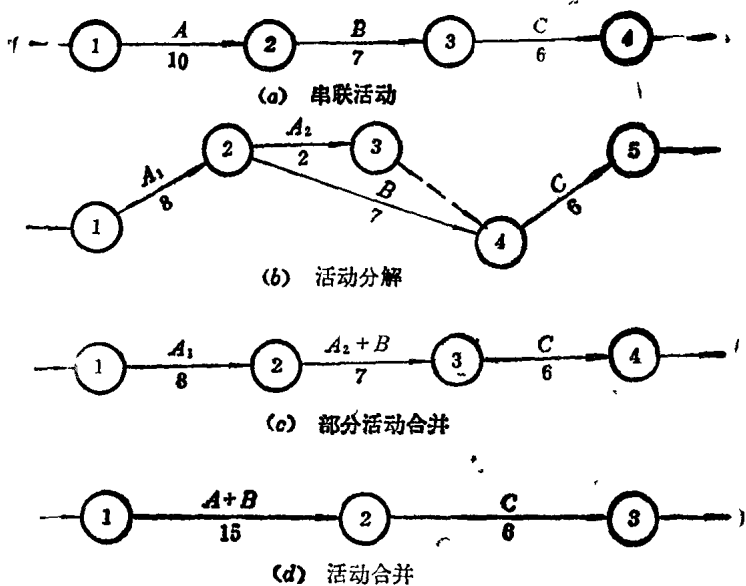 1 A 10 2 B 7 3 C 6 4
(a) 串联活动
1 A₁ 8 2 A₂ 2 3 B 7 4 C 6 5
(b) 活动分解
1 A₁ 8 2 A₂+B 7 3 C 6 4
(c) 部分活动合并
1 A+B 15 2 C 6 3
(d) 活动合并